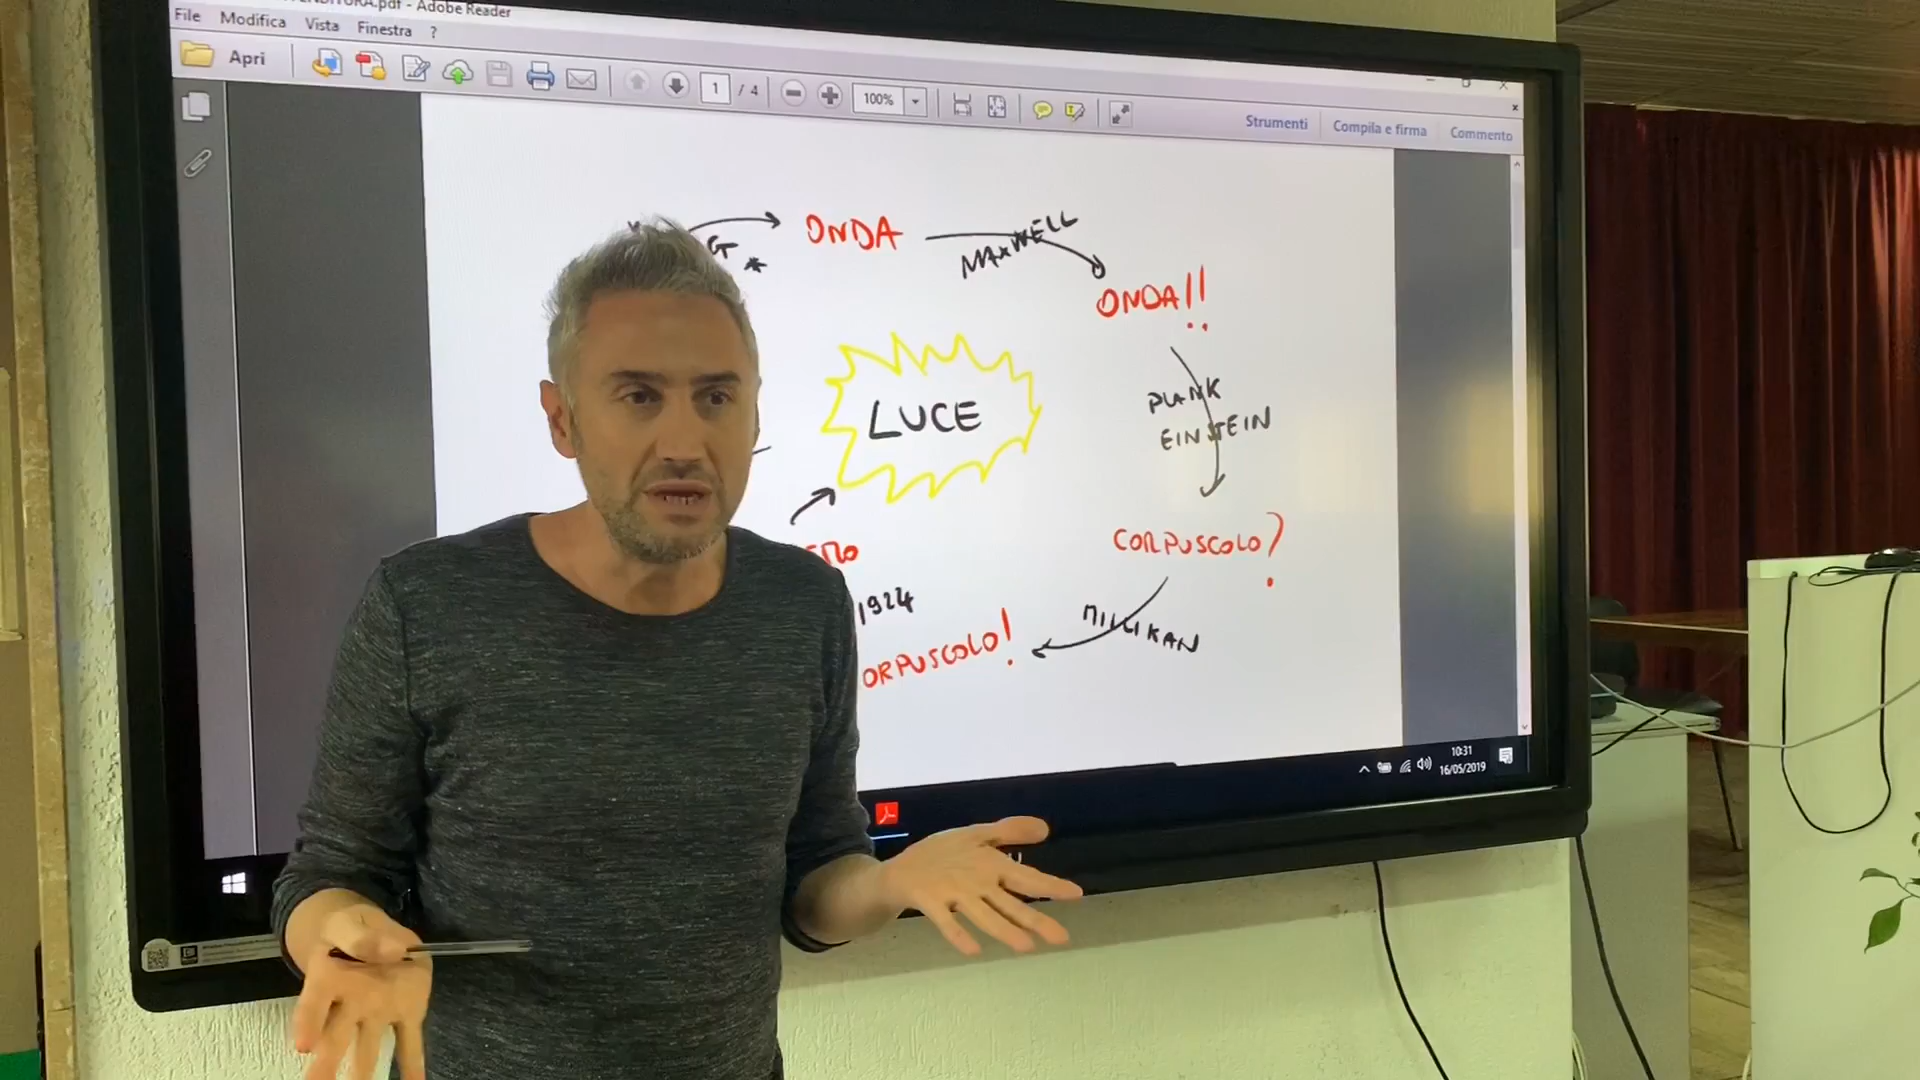 .pdf - Adobe Reader
File Modifica Vista Finestra ?
Apri
1 / 4
100%
Strumenti Compila e firma Commento
ONDA
MAXWELL
G *
ONDA!!
LUCE
PLANK
EINSTEIN
CORPUSCOLO?
1924
MILLIKAN
ORPUSCOLO!
10:31
16/05/2019